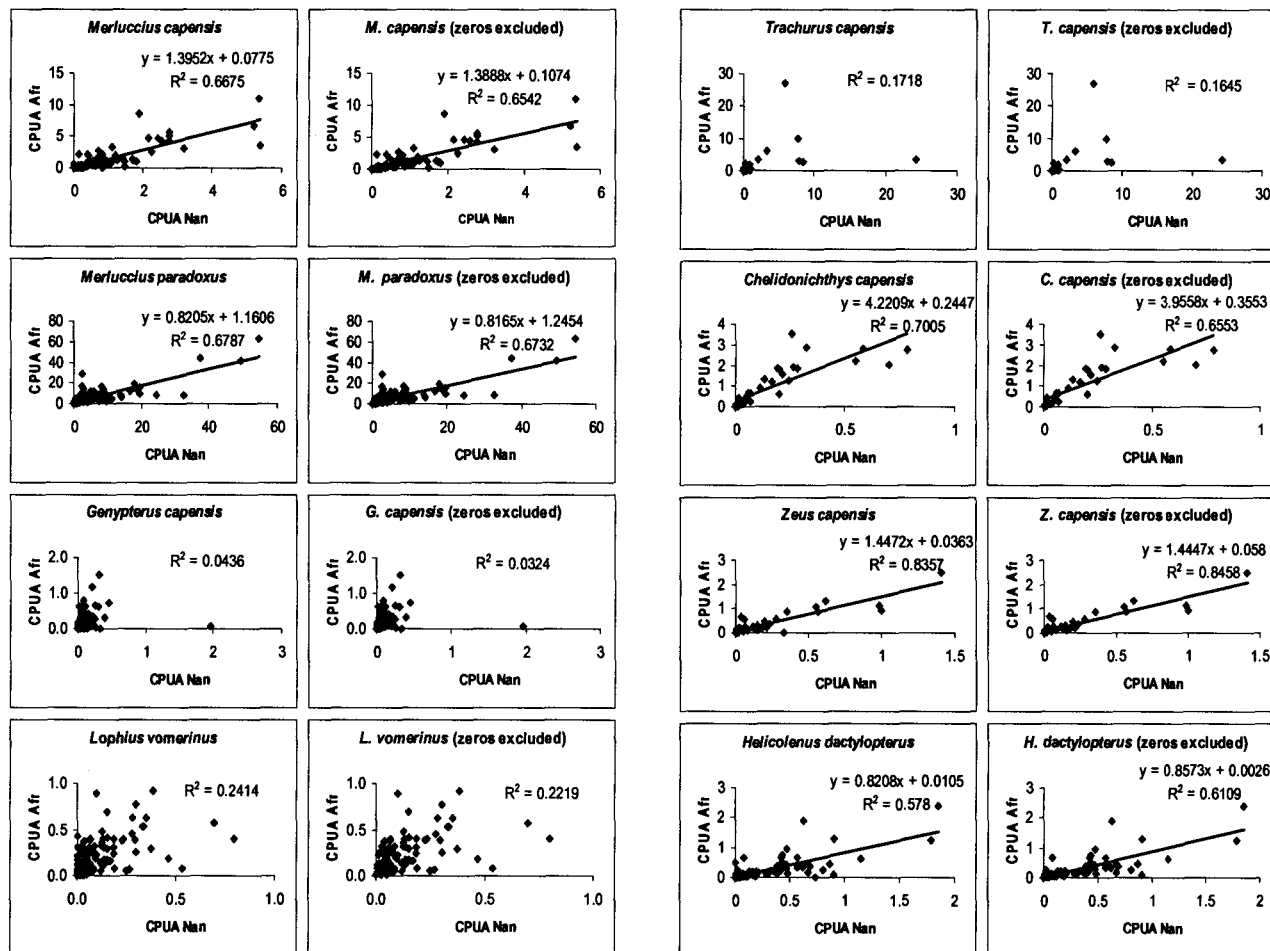 Merluccius capensis
y = 1.3952x + 0.0775
R² = 0.6675
CPUA Afr
15
10
5
0
0 2 4 6
CPUA Nan
M. capensis (zeros excluded)
y = 1.3888x + 0.1074
R² = 0.6542
CPUA Afr
15
10
5
0
0 2 4 6
CPUA Nan
Trachurus capensis
R² = 0.1718
CPUA Afr
30
20
10
0
0 10 20 30
CPUA Nan
T. capensis (zeros excluded)
R² = 0.1645
CPUA Afr
30
20
10
0
0 10 20 30
CPUA Nan
Merluccius paradoxus
y = 0.8205x + 1.1606
R² = 0.6787
CPUA Afr
80
60
40
20
0
0 20 40 60
CPUA Nan
M. paradoxus (zeros excluded)
y = 0.8165x + 1.2454
R² = 0.6732
CPUA Afr
80
60
40
20
0
0 20 40 60
CPUA Nan
Chelidonichthys capensis
y = 4.2209x + 0.2447
R² = 0.7005
CPUA Afr
4
3
2
1
0
0 0.5 1
CPUA Nan
C. capensis (zeros excluded)
y = 3.9558x + 0.3553
R² = 0.6553
CPUA Afr
4
3
2
1
0
0 0.5 1
CPUA Nan
Genypterus capensis
R² = 0.0436
CPUA Afr
2.0
1.0
0.0
0 1 2 3
CPUA Nan
G. capensis (zeros excluded)
R² = 0.0324
CPUA Afr
2.0
1.0
0.0
0 1 2 3
CPUA Nan
Zeus capensis
y = 1.4472x + 0.0363
R² = 0.8357
CPUA Afr
3
2
1
0
0 0.5 1 1.5
CPUA Nan
Z. capensis (zeros excluded)
y = 1.4447x + 0.058
R² = 0.8458
CPUA Afr
3
2
1
0
0 0.5 1 1.5
CPUA Nan
Lophius vomerinus
R² = 0.2414
CPUA Afr
1.0
0.5
0.0
0.0 0.5 1.0
CPUA Nan
L. vomerinus (zeros excluded)
R² = 0.2219
CPUA Afr
1.0
0.5
0.0
0.0 0.5 1.0
CPUA Nan
Helicolenus dactylopterus
y = 0.8208x + 0.0105
R² = 0.578
CPUA Afr
3
2
1
0
0 0.5 1 1.5 2
CPUA Nan
H. dactylopterus (zeros excluded)
y = 0.8573x + 0.0026
R² = 0.6109
CPUA Afr
3
2
1
0
0 0.5 1 1.5 2
CPUA Nan